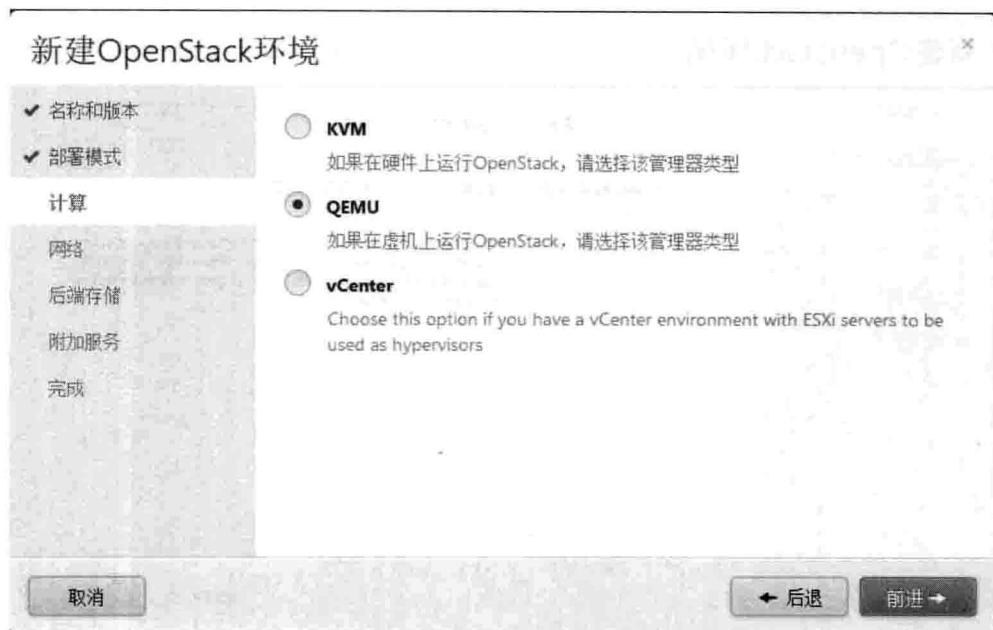 新建OpenStack环境
×
✔ 名称和版本
✔ 部署模式
计算
网络
后端存储
附加服务
完成
KVM
如果在硬件上运行OpenStack，请选择该管理器类型
QEMU
如果在虚机上运行OpenStack，请选择该管理器类型
vCenter
Choose this option if you have a vCenter environment with ESXi servers to be
used as hypervisors
取消
← 后退
前进 →